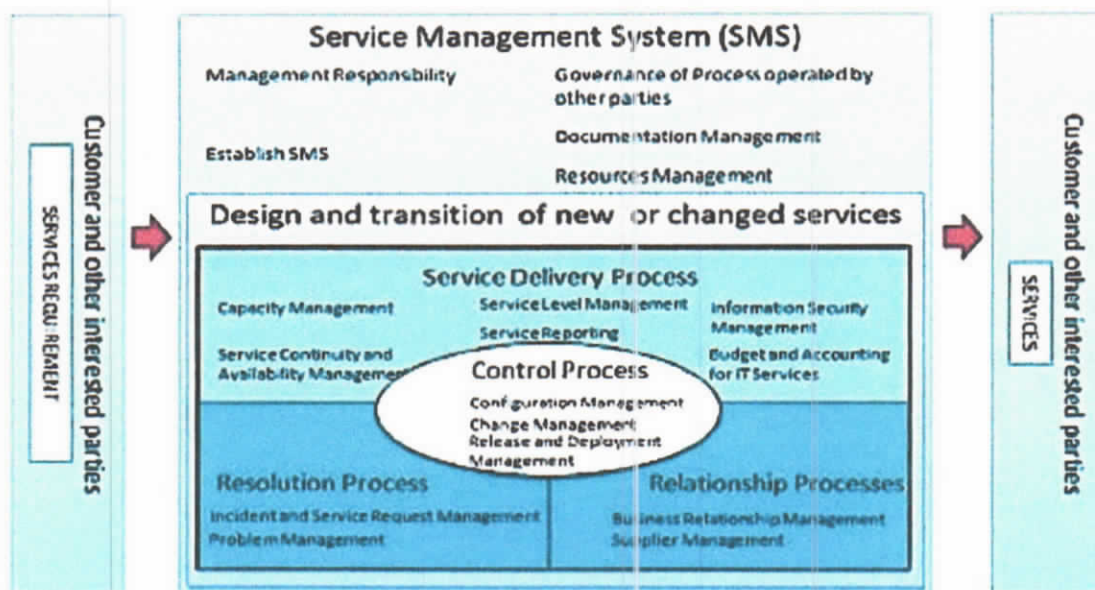 Customer and other interested parties
SERVICES REQUIREMENT
Service Management System (SMS)
Management Responsibility
Governance of Process operated by
other parties
Documentation Management
Establish SMS
Resources Management
Design and transition of new or changed services
Service Delivery Process
Capacity Management
Service Level Management
Information Security
Management
Service Reporting
Service Continuity and
Availability Management
Budget and Accounting
for IT Services
Control Process
Configuration Management
Change Management
Release and Deployment
Management
Resolution Process
Incident and Service Request Management
Problem Management
Relationship Processes
Business Relationship Management
Supplier Management
Customer and other interested parties
SERVICES